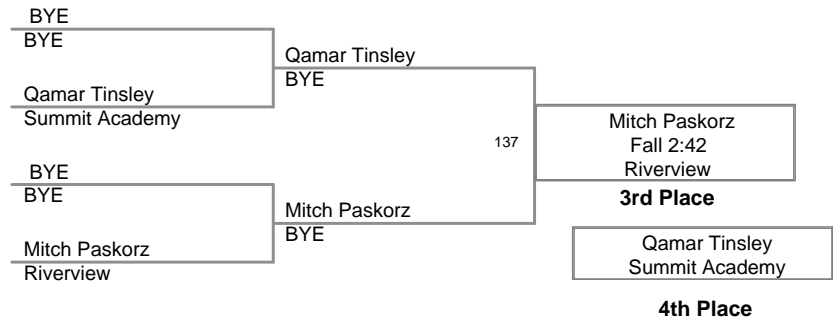 BYE
BYE
Qamar Tinsley
BYE
Qamar Tinsley
Summit Academy
137
Mitch Paskorz
Fall 2:42
Riverview
3rd Place
BYE
BYE
Mitch Paskorz
BYE
Mitch Paskorz
Riverview
Qamar Tinsley
Summit Academy
4th Place